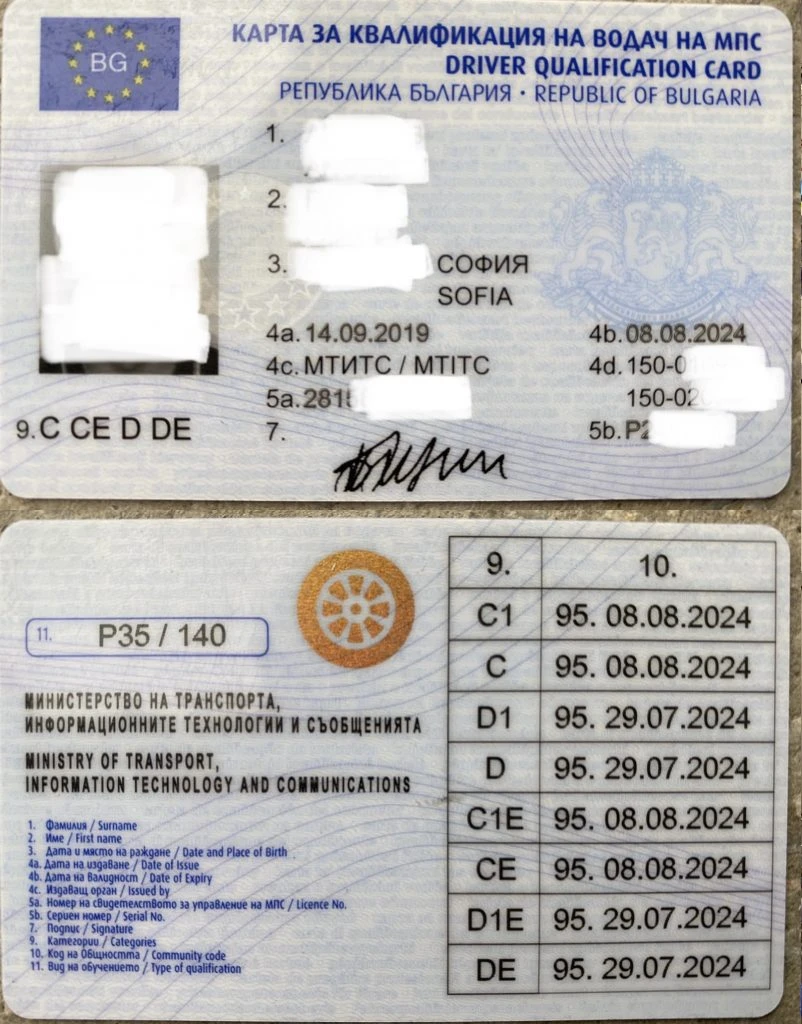 BG
КАРТА ЗА КВАЛИФИКАЦИЯ НА ВОДАЧ НА МПС
DRIVER QUALIFICATION CARD
РЕПУБЛИКА БЪЛГАРИЯ • REPUBLIC OF BULGARIA
1.
2.
3. СОФИЯ
SOFIA
4a. 14.09.2019 4b. 08.08.2024
4c. МТИТС / MTITC 4d. 150-0
5a. 281 150-02
9. C CE D DE 7. 5b. P2
9. 10.
C1 95. 08.08.2024
C 95. 08.08.2024
D1 95. 29.07.2024
D 95. 29.07.2024
C1E 95. 08.08.2024
CE 95. 08.08.2024
D1E 95. 29.07.2024
DE 95. 29.07.2024
11. P35 / 140
МИНИСТЕРСТВО НА ТРАНСПОРТА,
ИНФОРМАЦИОННИТЕ ТЕХНОЛОГИИ И СЪОБЩЕНИЯТА
MINISTRY OF TRANSPORT,
INFORMATION TECHNOLOGY AND COMMUNICATIONS
1. Фамилия / Surname
2. Име / First name
3. Дата и място на раждане / Date and Place of Birth
4a. Дата на издаване / Date of Issue
4b. Дата на валидност / Date of Expiry
4c. Издаващ орган / Issued by
5a. Номер на свидетелството за управление на МПС / Licence No.
5b. Сериен номер / Serial No.
7. Подпис / Signature
9. Категории / Categories
10. Код на Общността / Community code
11. Вид на обучението / Type of qualification